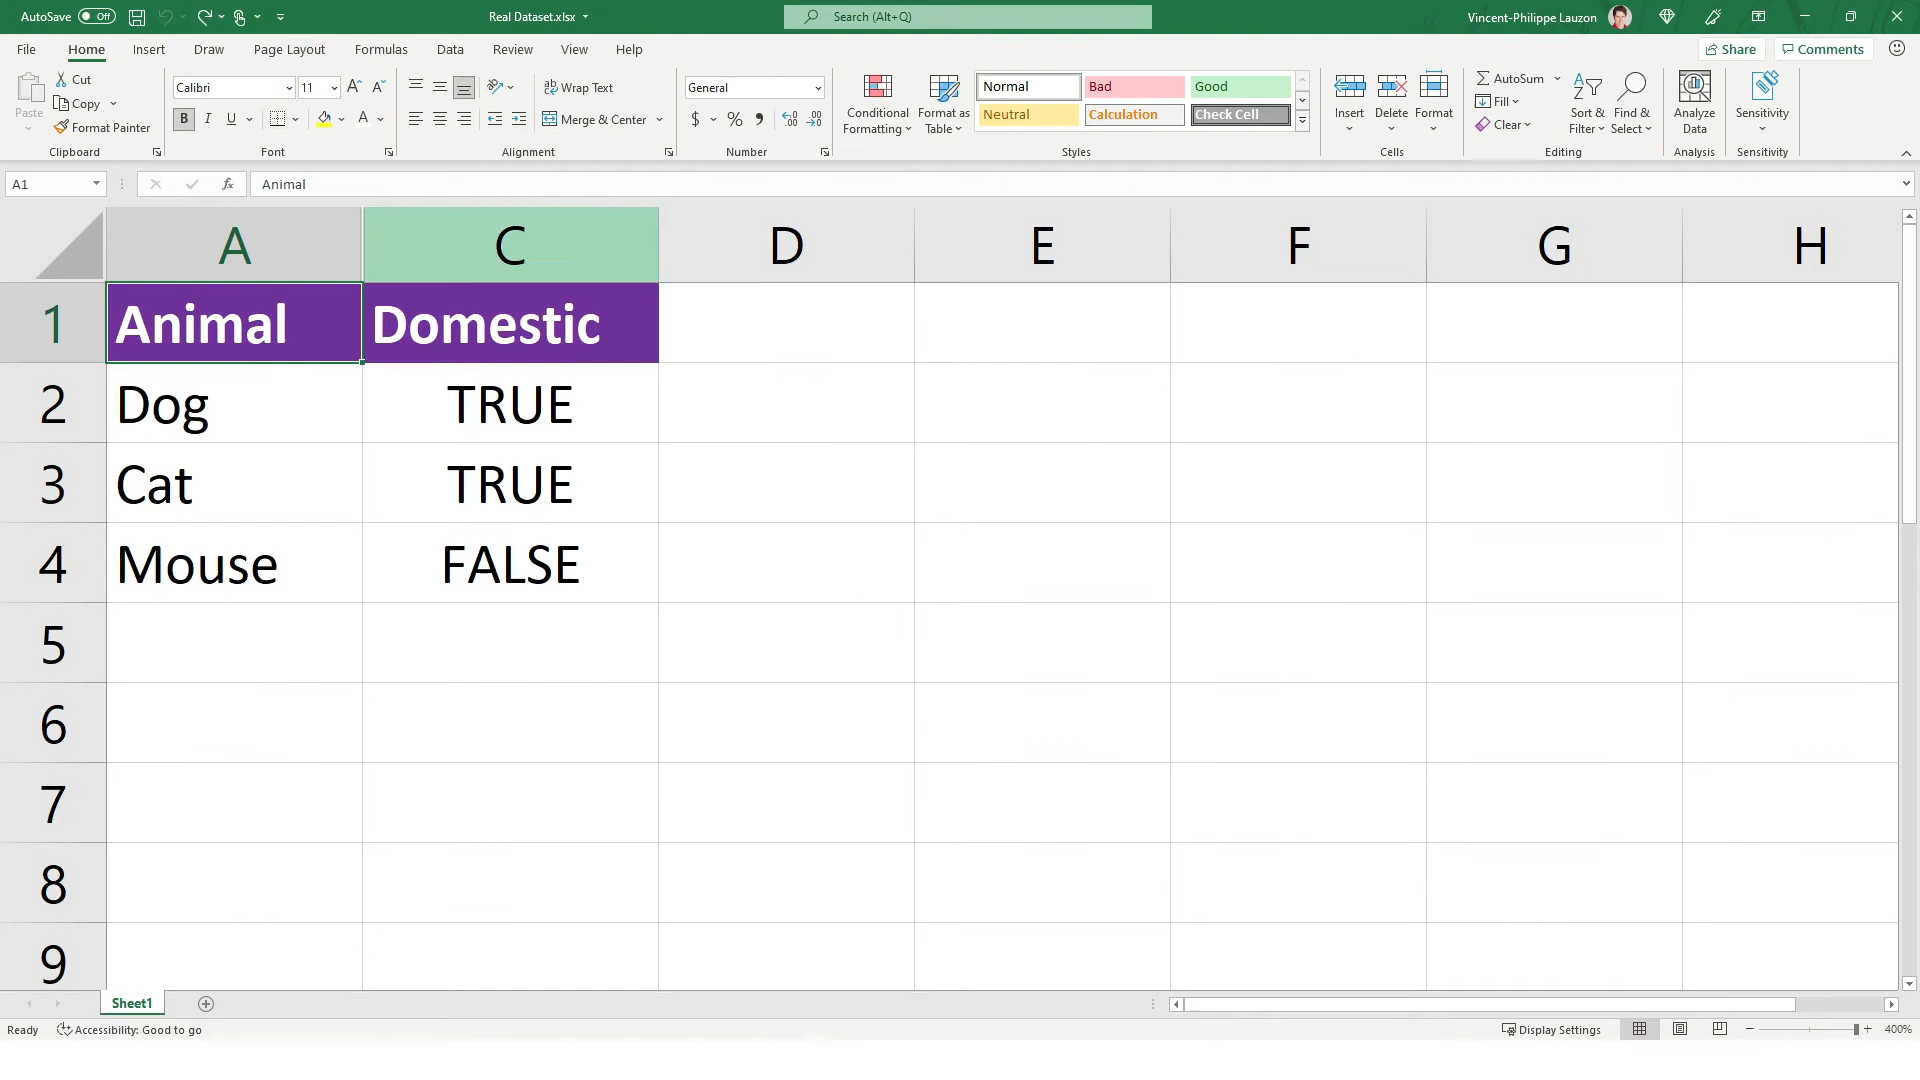 AutoSave Off
Real Dataset.xlsx
Search (Alt+Q)
Vincent-Philippe Lauzon
File Home Insert Draw Page Layout Formulas Data Review View Help
Share Comments
Paste
Cut
Copy
Format Painter
Clipboard
Calibri 11
B I U
Font
Wrap Text
Merge & Center
Alignment
General
$ % 9
Number
Conditional Formatting
Format as Table
Normal Bad Good
Neutral Calculation Check Cell
Styles
Insert Delete Format
Cells
AutoSum
Fill
Clear
Sort & Filter
Find & Select
Editing
Analyze Data
Analysis
Sensitivity
Sensitivity
A1
fx
Animal
A C D E F G H
1 Animal Domestic
2 Dog TRUE
3 Cat TRUE
4 Mouse FALSE
5
6
7
8
9
Sheet1
Ready Accessibility: Good to go
Display Settings
400%